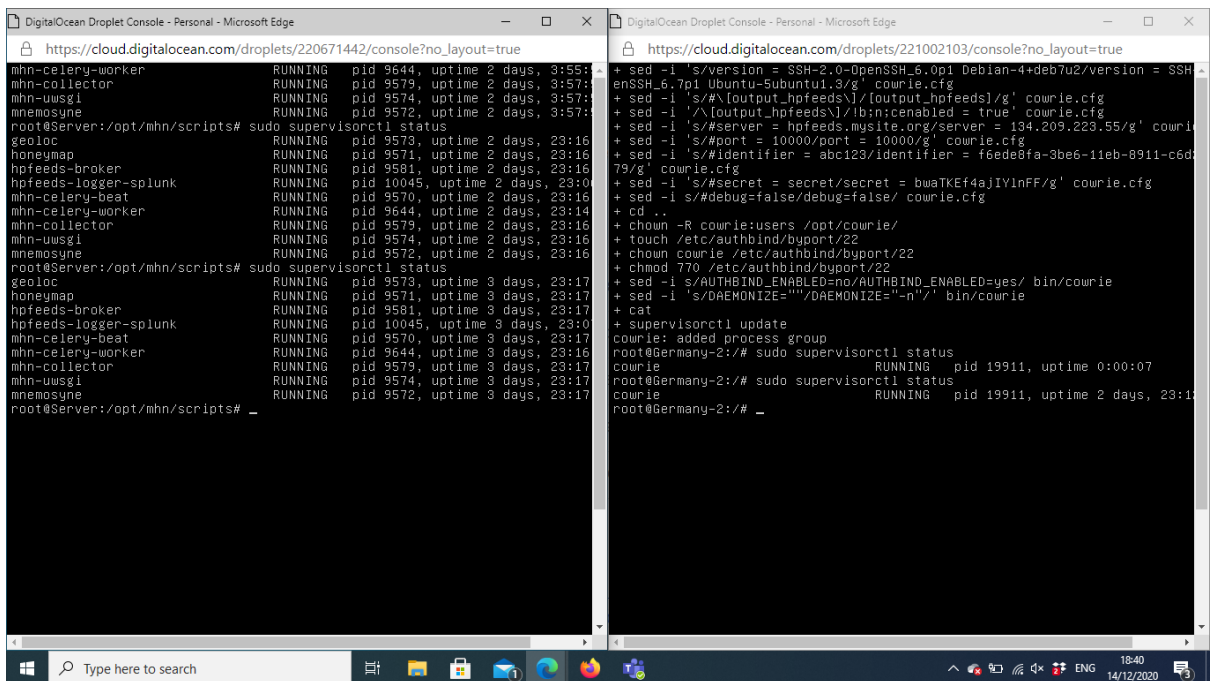 DigitalOcean Droplet Console - Personal - Microsoft Edge
https://cloud.digitalocean.com/droplets/220671442/console?no_layout=true
mhn-celery-worker RUNNING pid 9644, uptime 2 days, 3:55:
mhn-collector RUNNING pid 9579, uptime 2 days, 3:57:
mhn-uwsgi RUNNING pid 9574, uptime 2 days, 3:57:
mnemosyne RUNNING pid 9572, uptime 2 days, 3:57:
root@Server:/opt/mhn/scripts# sudo supervisorctl status
geoloc RUNNING pid 9573, uptime 2 days, 23:16
honeymap RUNNING pid 9571, uptime 2 days, 23:16
hpfeeds-broker RUNNING pid 9581, uptime 2 days, 23:16
hpfeeds-logger-splunk RUNNING pid 10045, uptime 2 days, 23:0
mhn-celery-beat RUNNING pid 9570, uptime 2 days, 23:16
mhn-celery-worker RUNNING pid 9644, uptime 2 days, 23:14
mhn-collector RUNNING pid 9579, uptime 2 days, 23:16
mhn-uwsgi RUNNING pid 9574, uptime 2 days, 23:16
mnemosyne RUNNING pid 9572, uptime 2 days, 23:16
root@Server:/opt/mhn/scripts# sudo supervisorctl status
geoloc RUNNING pid 9573, uptime 3 days, 23:17
honeymap RUNNING pid 9571, uptime 3 days, 23:17
hpfeeds-broker RUNNING pid 9581, uptime 3 days, 23:17
hpfeeds-logger-splunk RUNNING pid 10045, uptime 3 days, 23:0
mhn-celery-beat RUNNING pid 9570, uptime 3 days, 23:17
mhn-celery-worker RUNNING pid 9644, uptime 3 days, 23:16
mhn-collector RUNNING pid 9579, uptime 3 days, 23:17
mhn-uwsgi RUNNING pid 9574, uptime 3 days, 23:17
mnemosyne RUNNING pid 9572, uptime 3 days, 23:17
root@Server:/opt/mhn/scripts# _
DigitalOcean Droplet Console - Personal - Microsoft Edge
https://cloud.digitalocean.com/droplets/221002103/console?no_layout=true
+ sed -i 's/version = SSH-2.0-OpenSSH_6.0p1 Debian-4+deb7u2/version = SSH-
enSSH_6.7p1 Ubuntu-5ubuntu1.3/g' cowrie.cfg
+ sed -i 's/#\[output_hpfeeds\]/[output_hpfeeds]/g' cowrie.cfg
+ sed -i '/\[output_hpfeeds\]/!b;n;cenabled = true' cowrie.cfg
+ sed -i 's/#server = hpfeeds.mysite.org/server = 134.209.223.55/g' cowri
+ sed -i 's/#port = 10000/port = 10000/g' cowrie.cfg
+ sed -i 's/#identifier = abc123/identifier = f6ede8fa-3be6-11eb-8911-c6d
79/g' cowrie.cfg
+ sed -i 's/#secret = secret/secret = bwaTKEf4ajIYlnFF/g' cowrie.cfg
+ sed -i s/#debug=false/debug=false/ cowrie.cfg
+ cd ..
+ chown -R cowrie:users /opt/cowrie/
+ touch /etc/authbind/byport/22
+ chown cowrie /etc/authbind/byport/22
+ chmod 770 /etc/authbind/byport/22
+ sed -i s/AUTHBIND_ENABLED=no/AUTHBIND_ENABLED=yes/ bin/cowrie
+ sed -i 's/DAEMONIZE=""/DAEMONIZE="-n"/' bin/cowrie
+ cat
+ supervisorctl update
cowrie: added process group
root@Germany-2:/# sudo supervisorctl status
cowrie RUNNING pid 19911, uptime 0:00:07
root@Germany-2:/# sudo supervisorctl status
cowrie RUNNING pid 19911, uptime 2 days, 23:1
root@Germany-2:/# _
Type here to search
1
ENG
18:40
14/12/2020
3